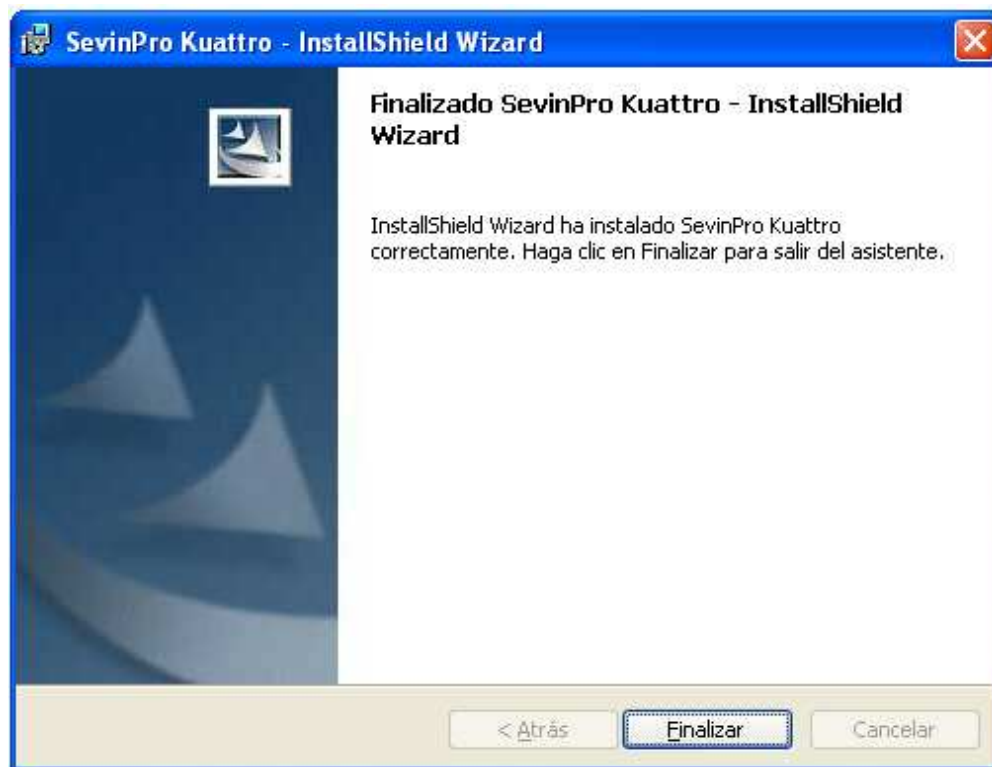 SevinPro Kuattro - InstallShield Wizard
Finalizado SevinPro Kuattro - InstallShield
Wizard
InstallShield Wizard ha instalado SevinPro Kuattro
correctamente. Haga clic en Finalizar para salir del asistente.
< Atrás Finalizar Cancelar